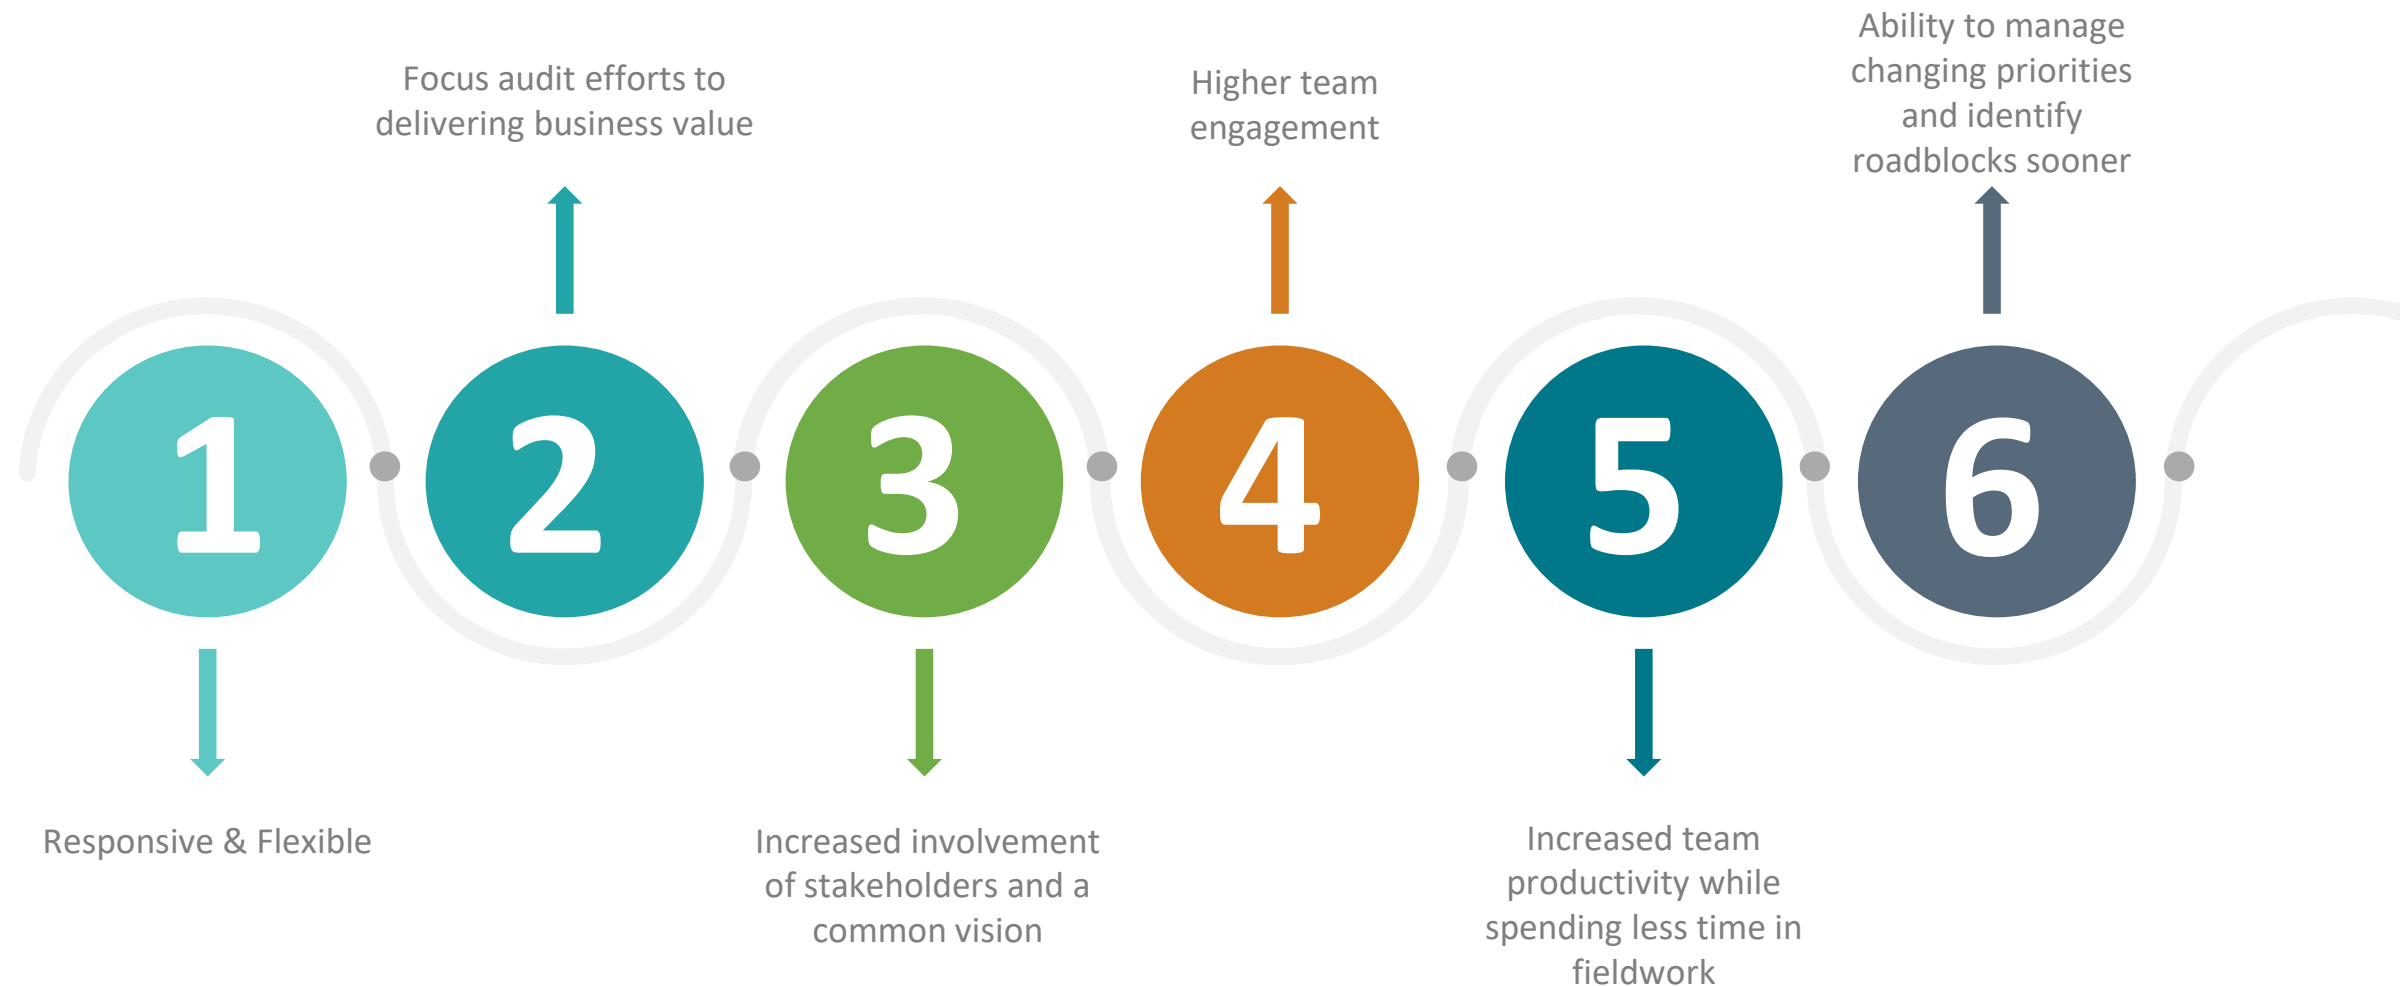 1
Responsive & Flexible
Focus audit efforts to
delivering business value
2
3
Increased involvement
of stakeholders and a
common vision
Higher team
engagement
4
5
Increased team
productivity while
spending less time in
fieldwork
Ability to manage
changing priorities
and identify
roadblocks sooner
6